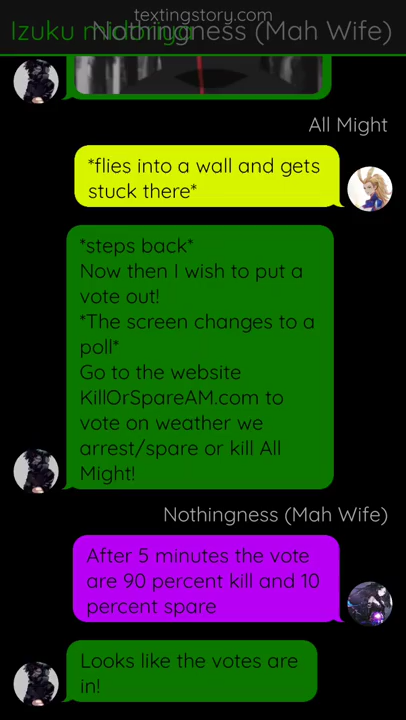 textingstory.com
Izuku midoriya
Nothingness (Mah Wife)
All Might
*flies into a wall and gets
stuck there*
*steps back*
Now then I wish to put a
vote out!
*The screen changes to a
poll*
Go to the website
KillOrSpareAM.com to
vote on weather we
arrest/spare or kill All
Might!
Nothingness (Mah Wife)
After 5 minutes the vote
are 90 percent kill and 10
percent spare
Looks like the votes are
in!